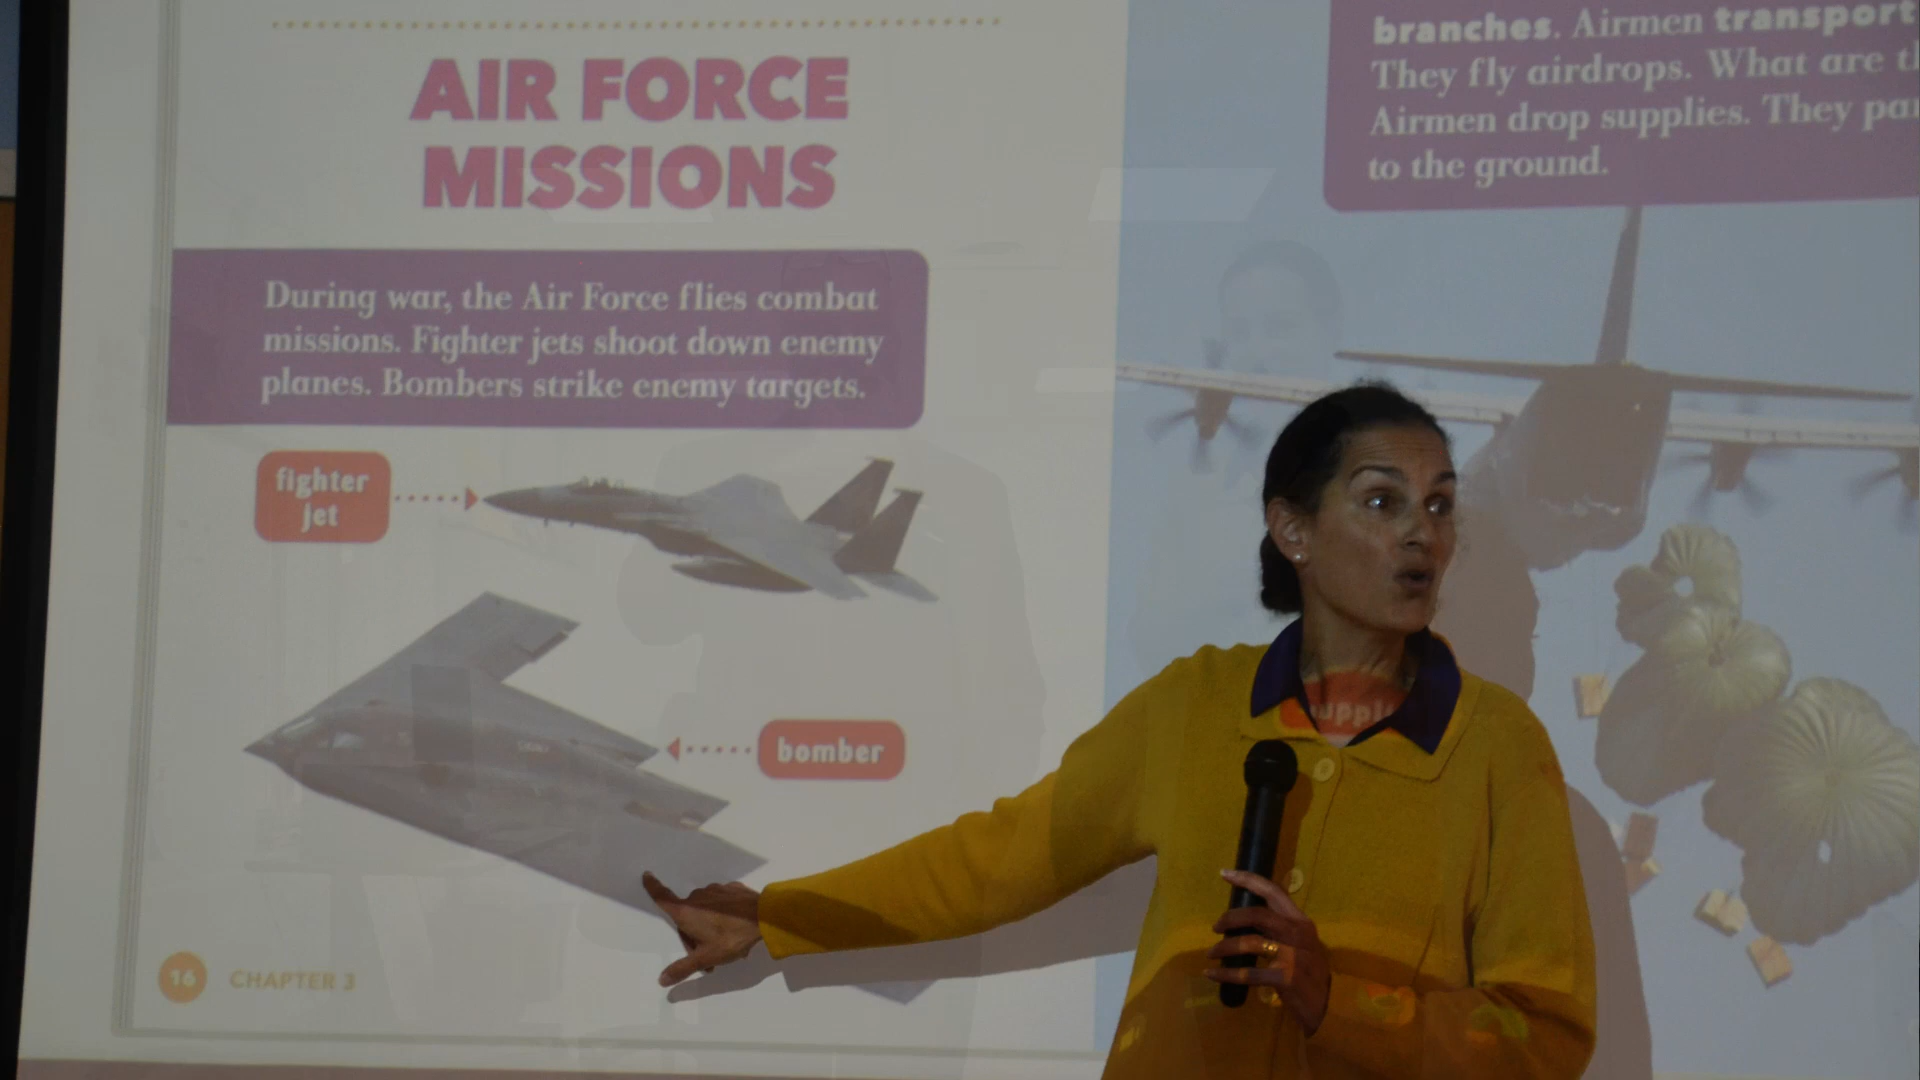 AIR FORCE
MISSIONS
During war, the Air Force flies combat
missions. Fighter jets shoot down enemy
planes. Bombers strike enemy targets.
fighter
jet
bomber
16 CHAPTER 3
branches. Airmen transport
They fly airdrops. What are
Airmen drop supplies. They
to the ground.